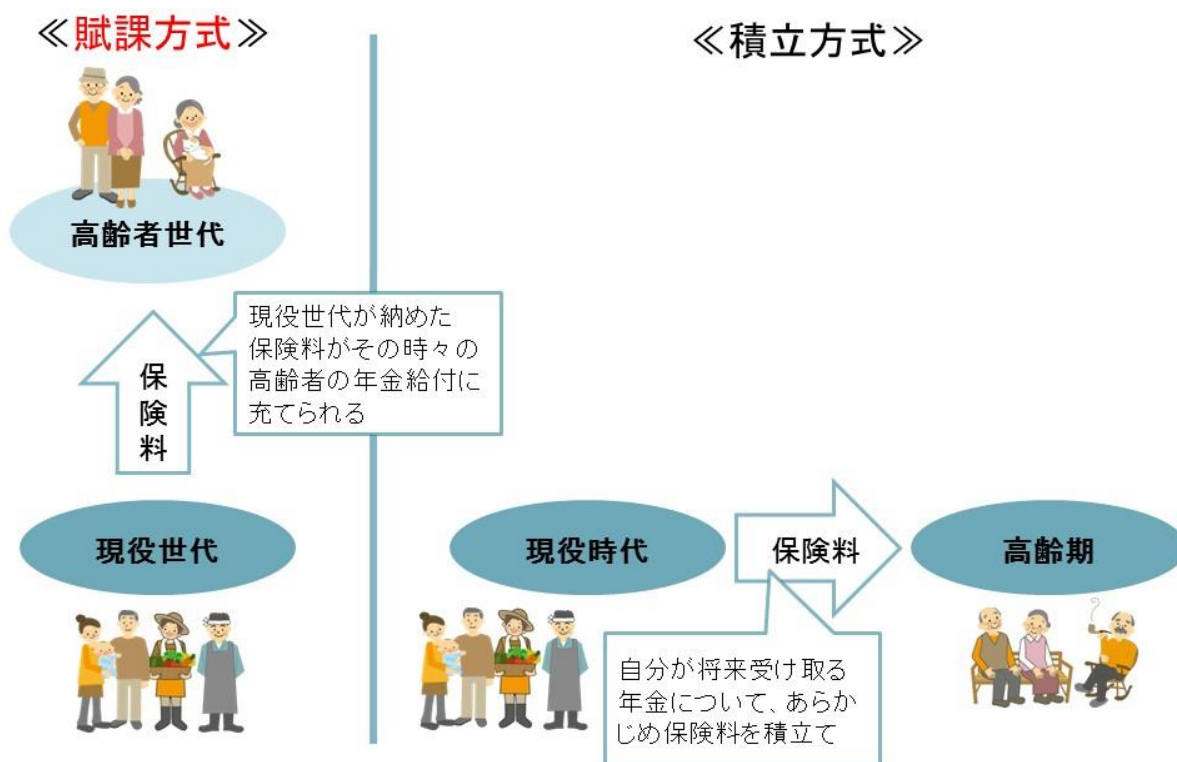 ≪賦課方式≫
高齢者世代
現役世代が納めた
保険料がその時々の
高齢者の年金給付に
充てられる
保険料
現役世代
≪積立方式≫
現役時代
保険料
高齢期
自分が将来受け取る
年金について、あらか
じめ保険料を積立て